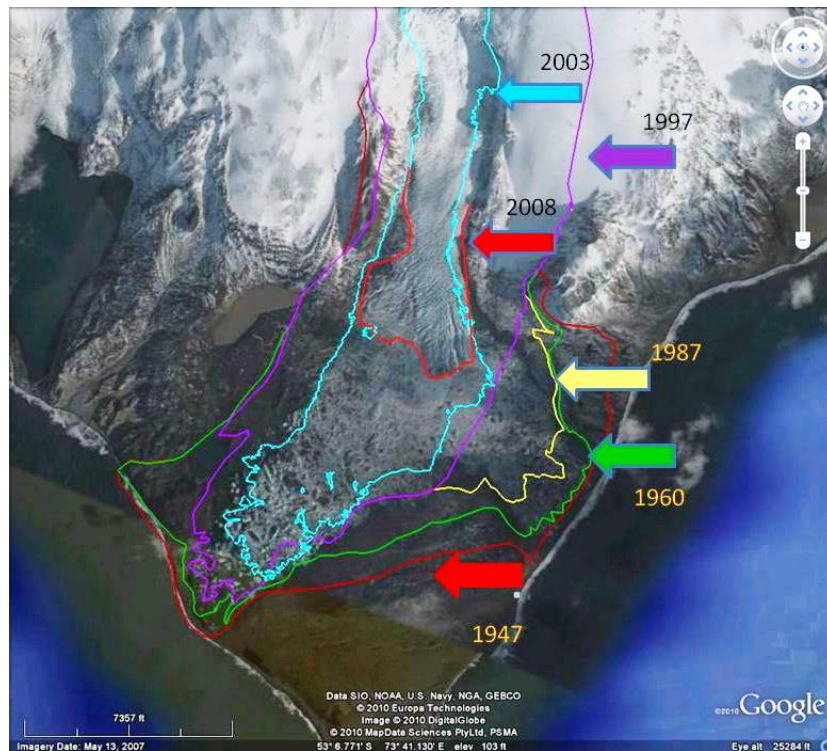 2003
1997
2008
1987
1960
1947
Data SIO, NOAA, U.S. Navy, NGA, GEBCO
© 2010 Europa Technologies
Image © 2010 DigitalGlobe
© 2010 MapData Sciences PtyLtd, PSMA
©2010 Google
7357 ft
Imagery Date: May 13, 2007 53° 6.771' S 73° 41.130' E elev 103 ft Eye alt 25284 ft